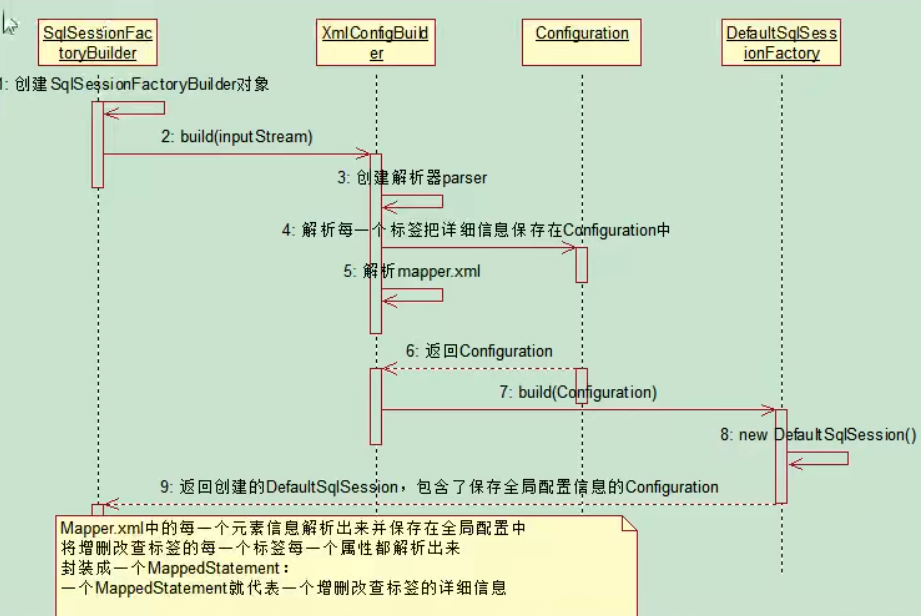 SqlSessionFac
toryBuilder
XmlConfigBuild
er
Configuration
DefaultSqlSess
ionFactory
1: 创建SqlSessionFactoryBuilder对象
2: build(inputStream)
3: 创建解析器parser
4: 解析每一个标签把详细信息保存在Configuration中
5: 解析mapper.xml
6: 返回Configuration
7: build(Configuration)
8: new DefaultSqlSession()
9: 返回创建的DefaultSqlSession，包含了保存全局配置信息的Configuration
Mapper.xml中的每一个元素信息解析出来并保存在全局配置中
将增删改查标签的每一个标签每一个属性都解析出来
封装成一个MappedStatement：
一个MappedStatement就代表一个增删改查标签的详细信息